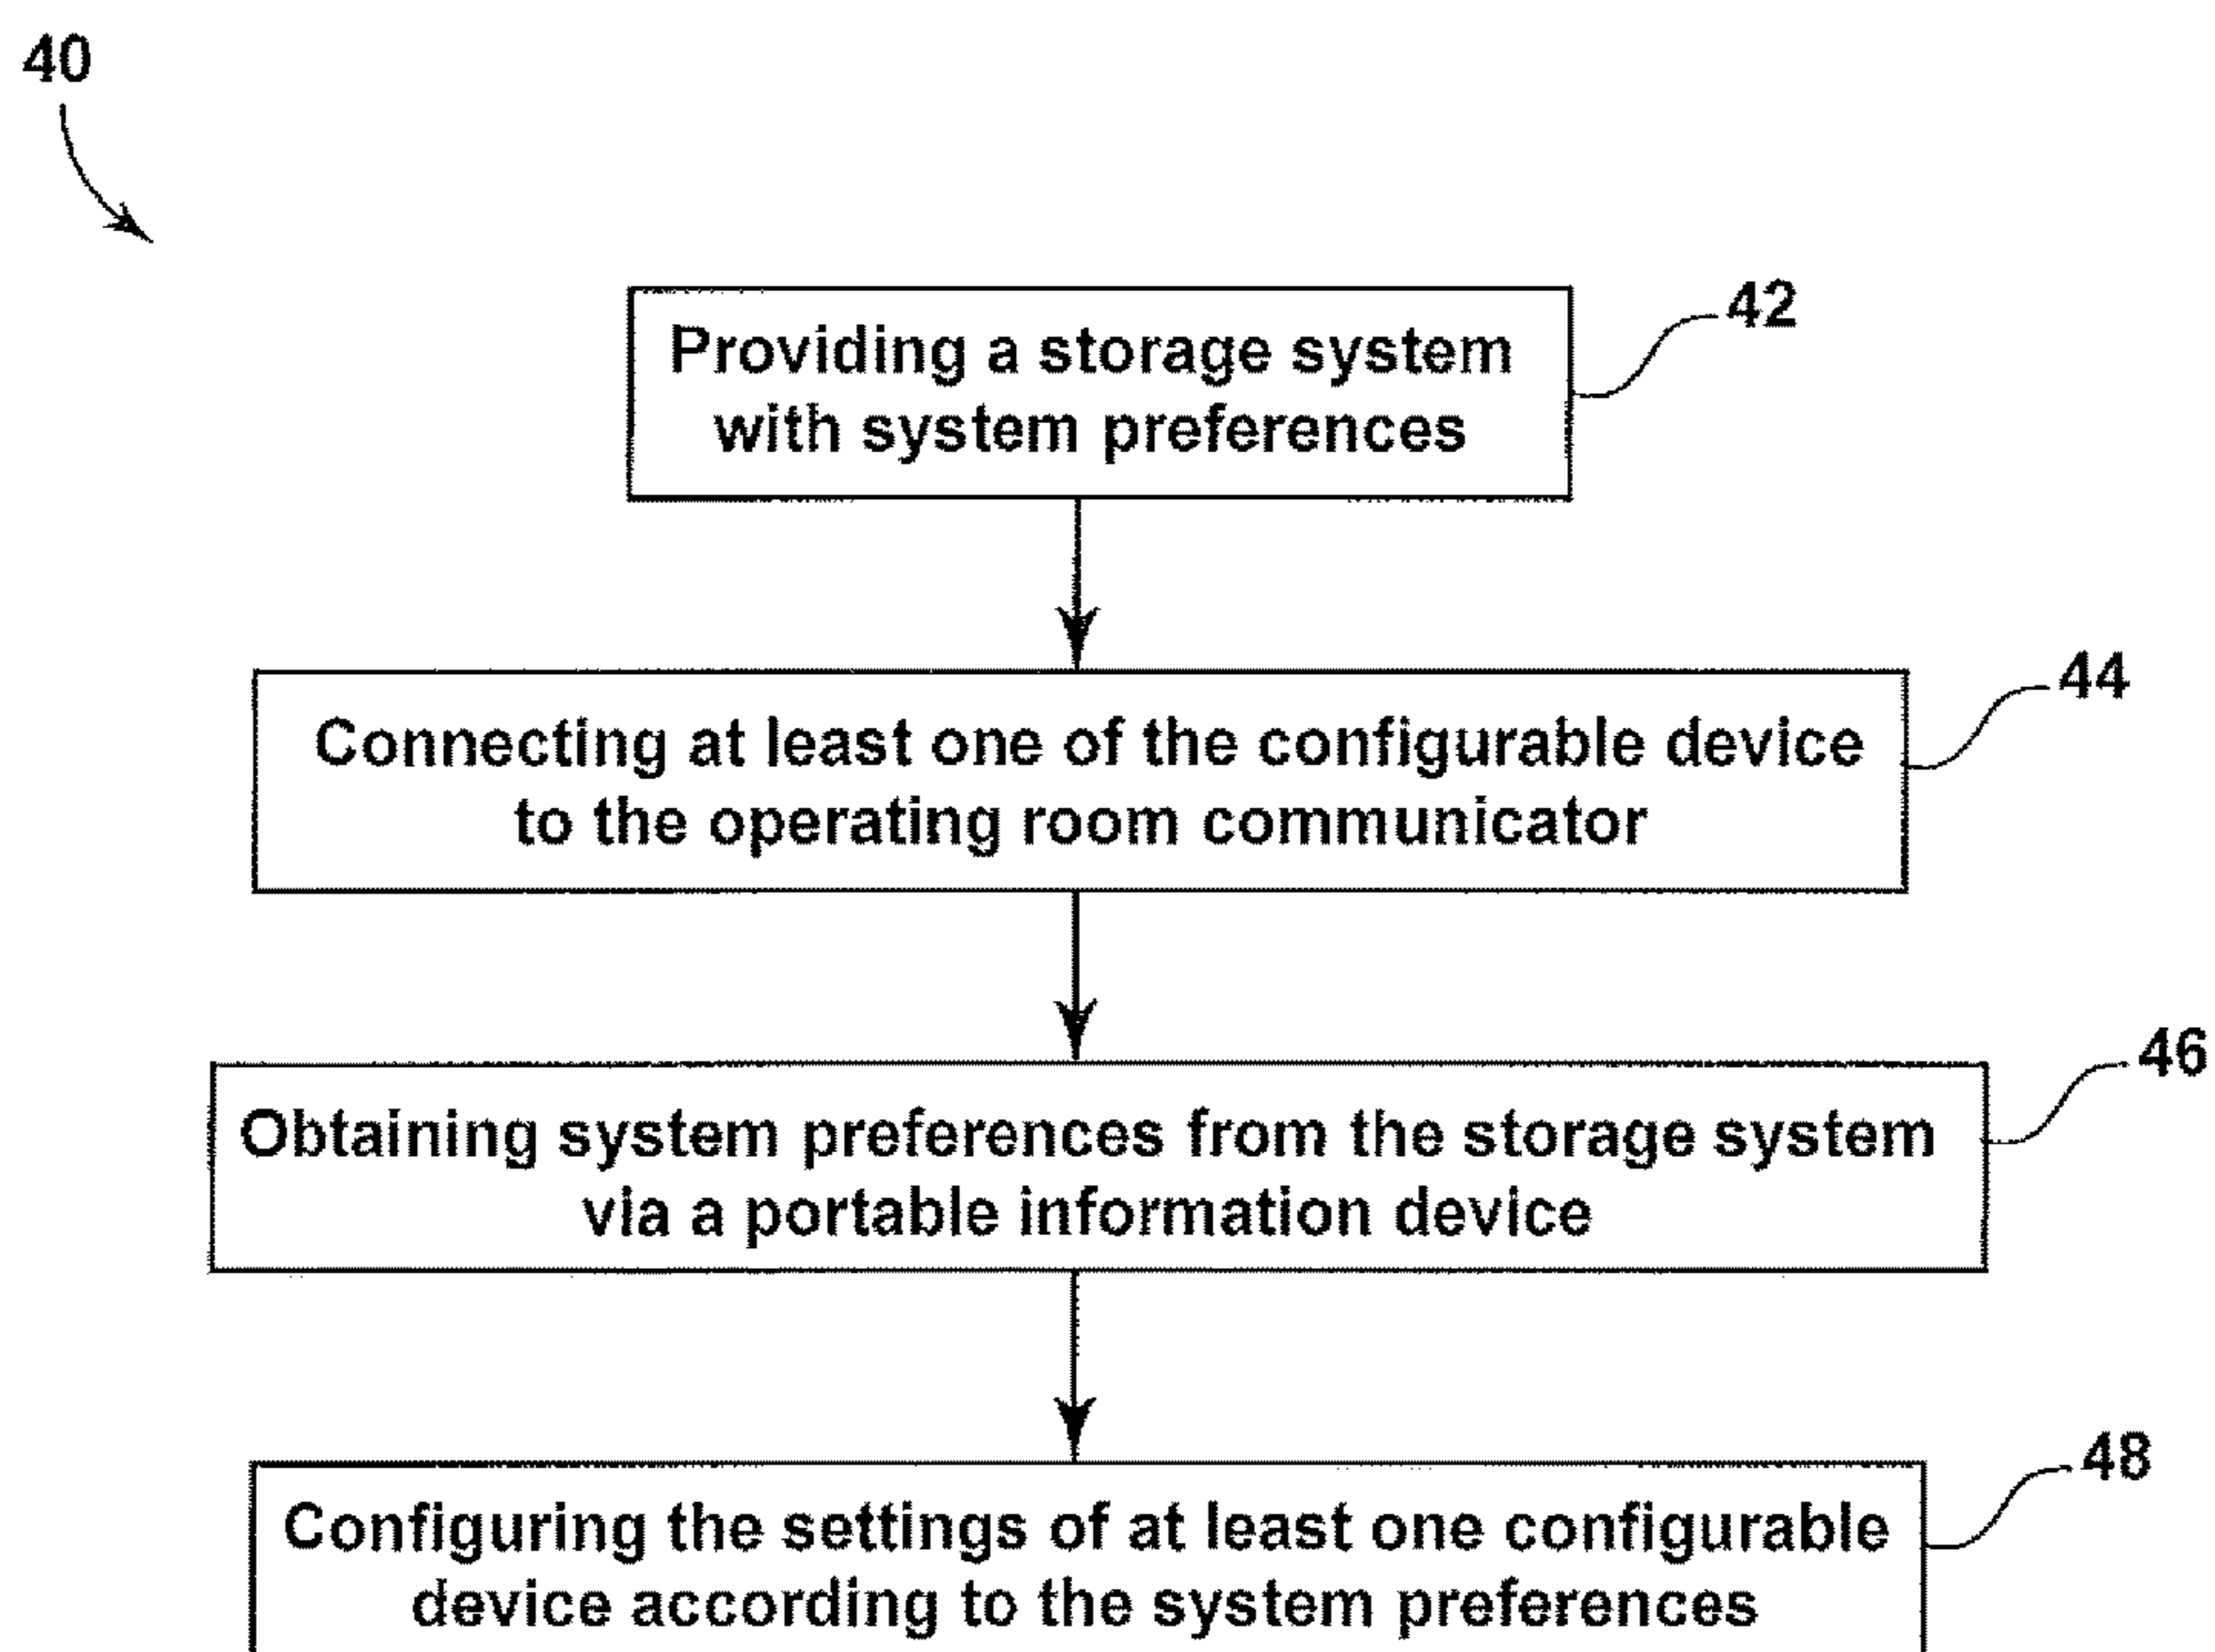 40
Providing a storage system
with system preferences
42
Connecting at least one of the configurable device
to the operating room communicator
44
Obtaining system preferences from the storage system
via a portable information device
46
Configuring the settings of at least one configurable
device according to the system preferences
48